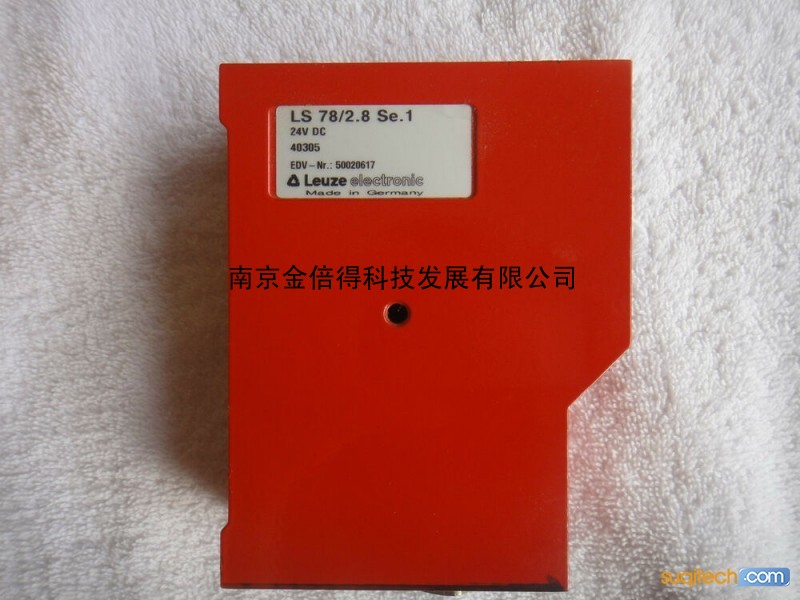 LS 78/2.8 Se.1
24V DC
40305
EDV-Nr.: 50020617
Leuze electronic
Made in Germany
南京金倍得科技发展有限公司
sugitech.com